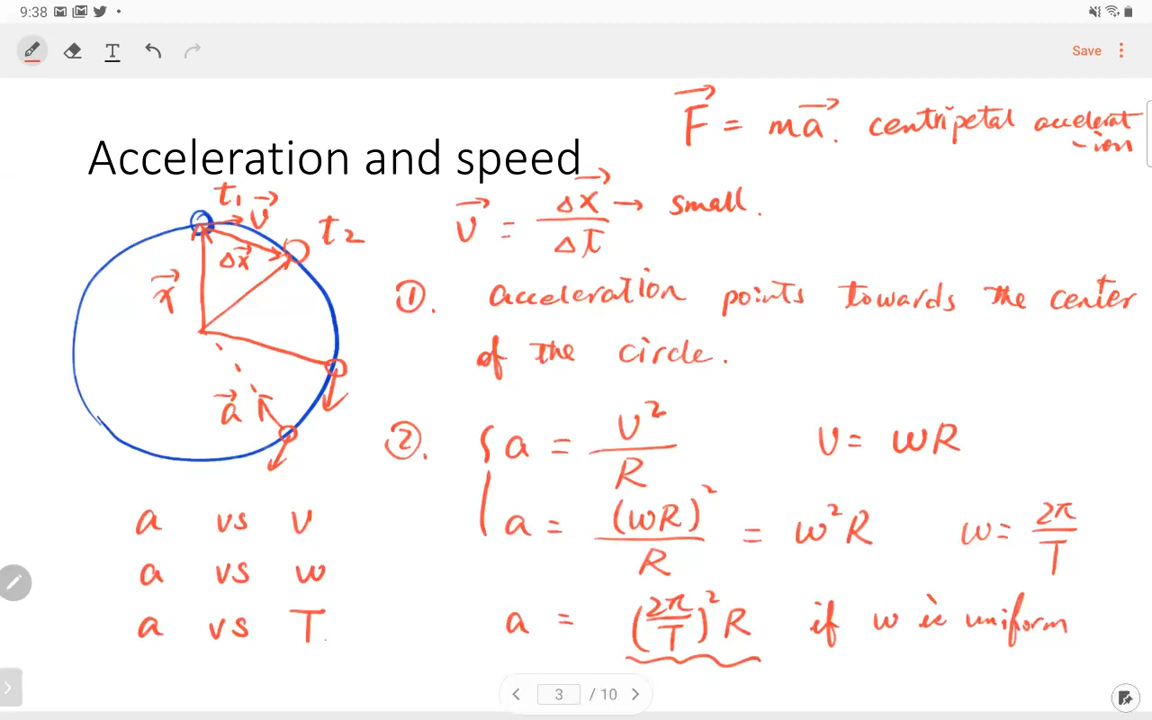 9:38
Save
F⃗ = ma⃗. centripetal accelerat
-ion
Acceleration and speed
t₁ v⃗
t₂
Δx⃗
x⃗
a⃗
v⃗ = Δx⃗/Δt → small.
①. acceleration points towards the center
of the circle.
②. { a = v²/R v = ωR
a = (ωR)²/R = ω²R ω = 2π/T
a = (2π/T)² R if ω is uniform
a vs v
a vs ω
a vs T
3 / 10